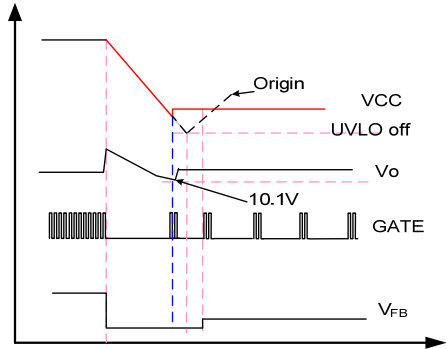 Origin
VCC
UVLO off
Vo
10.1V
GATE
VFB